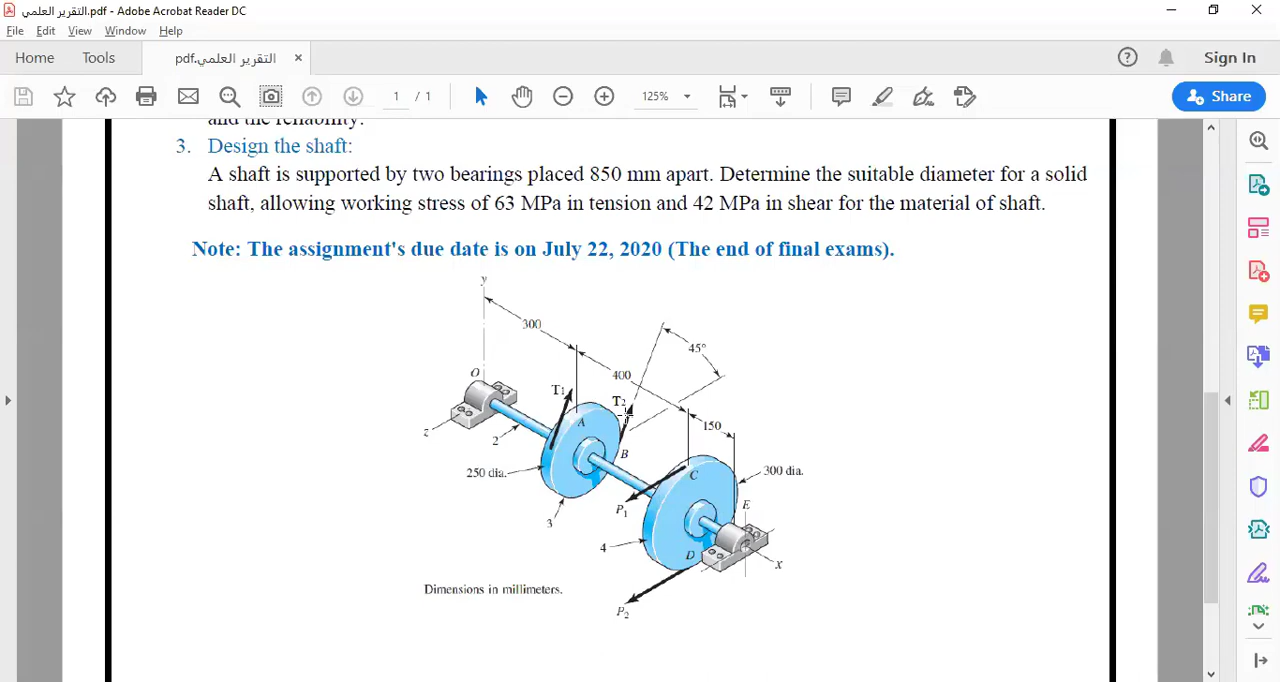 التقرير العلمي.pdf - Adobe Acrobat Reader DC
File Edit View Window Help
Home Tools التقرير العلمي.pdf × Sign In
1 / 1 125% Share
and the reliability.
3. Design the shaft:
A shaft is supported by two bearings placed 850 mm apart. Determine the suitable diameter for a solid
shaft, allowing working stress of 63 MPa in tension and 42 MPa in shear for the material of shaft.
Note: The assignment's due date is on July 22, 2020 (The end of final exams).
y
300
45°
O
400
T1
T2
A
150
z
2
B
250 dia.
C
300 dia.
P1
E
3
4
D
x
Dimensions in millimeters.
P2